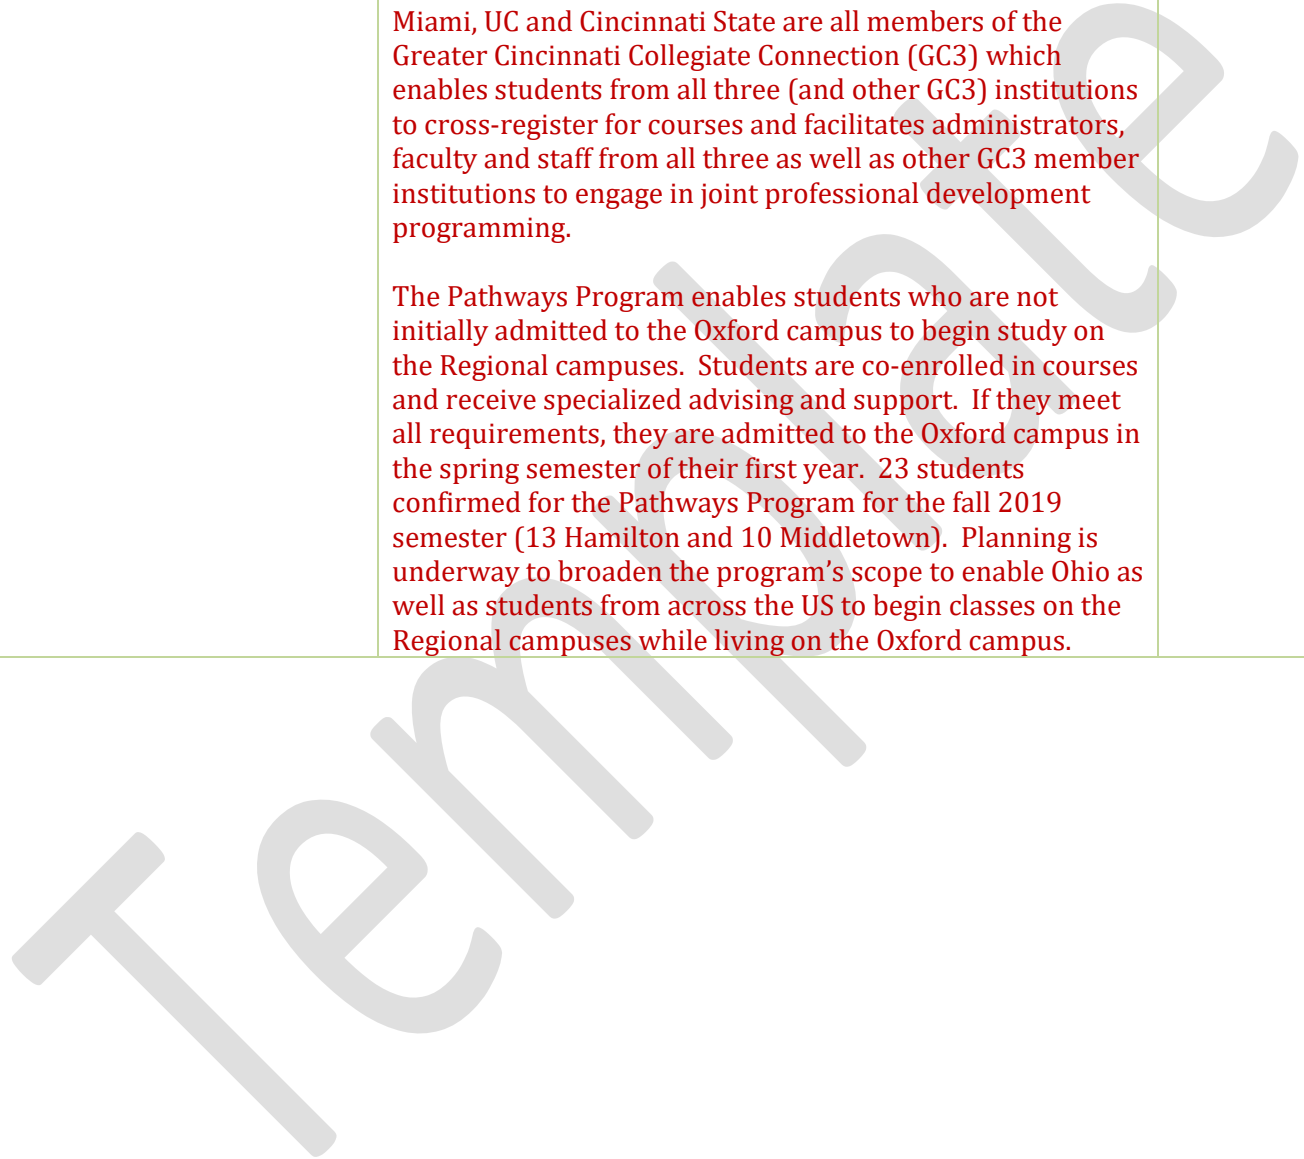 Miami, UC and Cincinnati State are all members of the
Greater Cincinnati Collegiate Connection (GC3) which
enables students from all three (and other GC3) institutions
to cross-register for courses and facilitates administrators,
faculty and staff from all three as well as other GC3 member
institutions to engage in joint professional development
programming.
The Pathways Program enables students who are not
initially admitted to the Oxford campus to begin study on
the Regional campuses.  Students are co-enrolled in courses
and receive specialized advising and support.  If they meet
all requirements, they are admitted to the Oxford campus in
the spring semester of their first year.  23 students
confirmed for the Pathways Program for the fall 2019
semester (13 Hamilton and 10 Middletown).  Planning is
underway to broaden the program’s scope to enable Ohio as
well as students from across the US to begin classes on the
Regional campuses while living on the Oxford campus.
Template